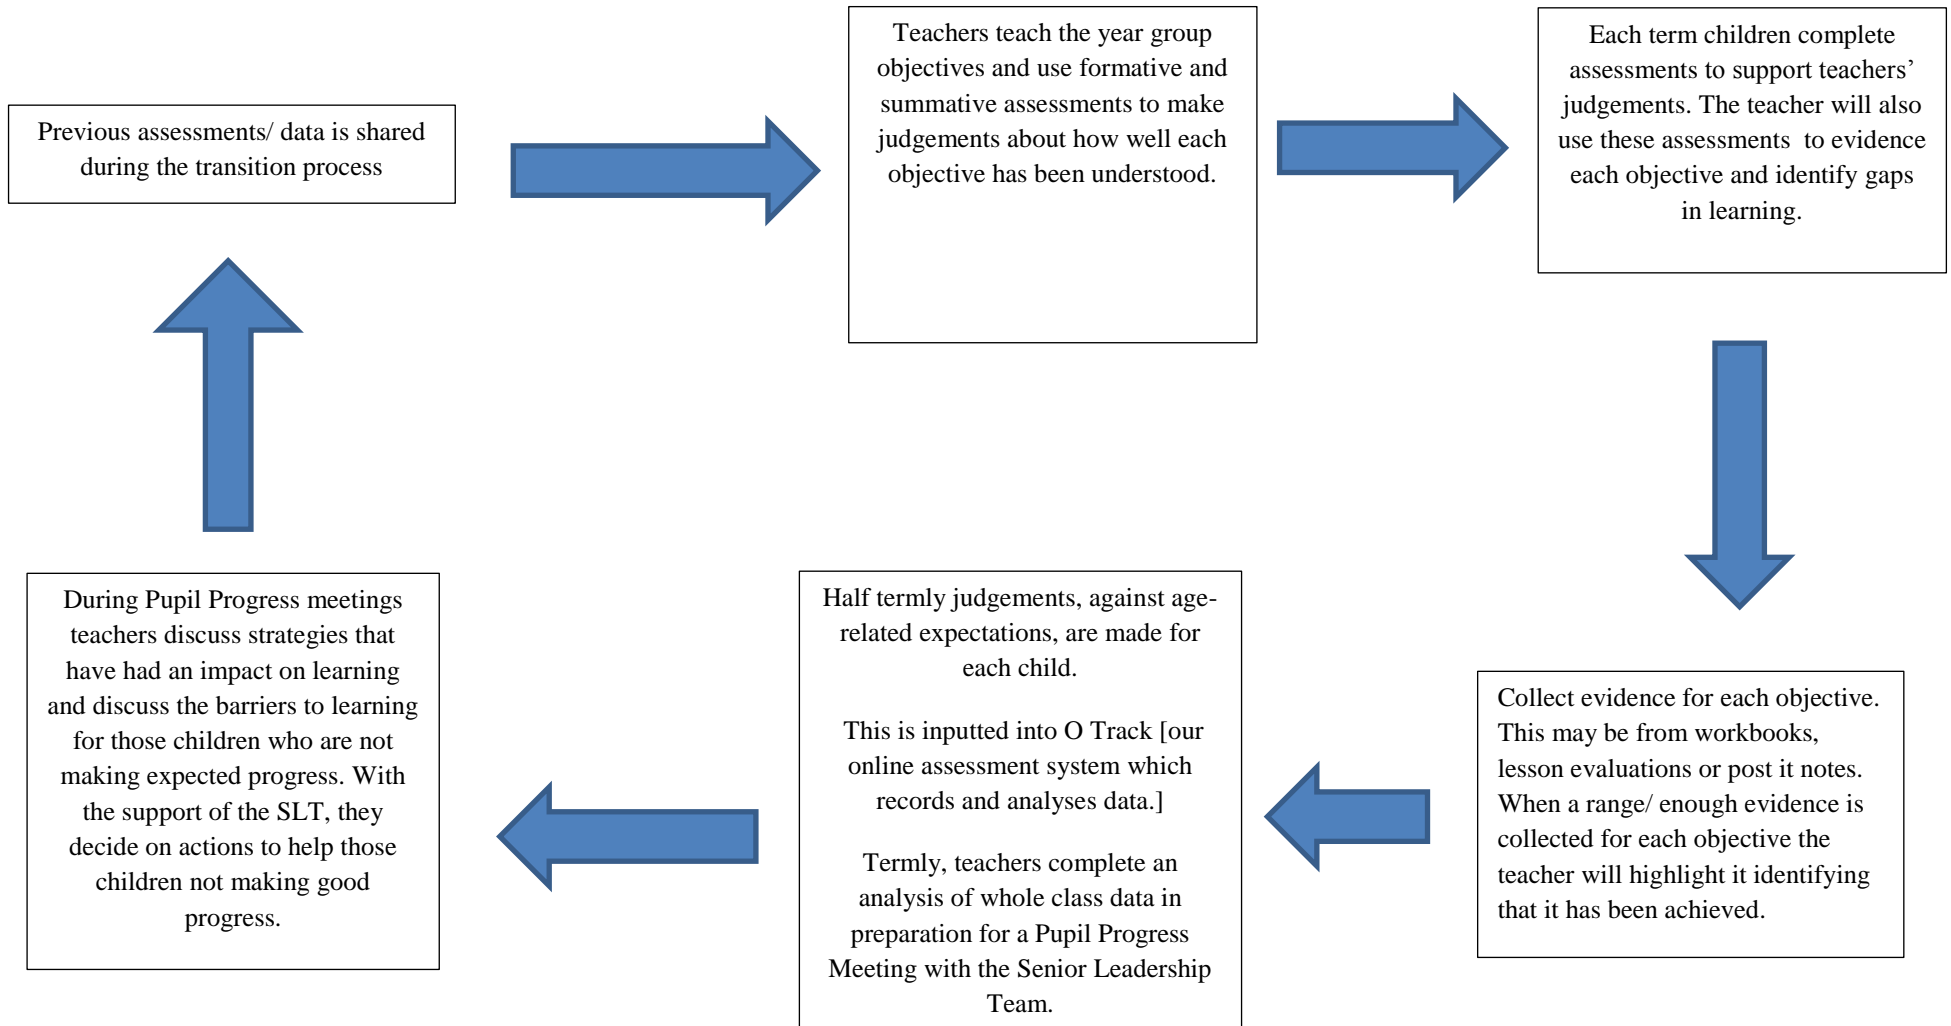 Previous assessments/ data is shared
during the transition process
Teachers teach the year group
objectives and use formative and
summative assessments to make
judgements about how well each
objective has been understood.
Each term children complete
assessments to support teachers’
judgements. The teacher will also
use these assessments  to evidence
each objective and identify gaps
in learning.
Collect evidence for each objective.
This may be from workbooks,
lesson evaluations or post it notes.
When a range/ enough evidence is
collected for each objective the
teacher will highlight it identifying
that it has been achieved.
Half termly judgements, against age-
related expectations, are made for
each child.
This is inputted into O Track [our
online assessment system which
records and analyses data.]
Termly, teachers complete an
analysis of whole class data in
preparation for a Pupil Progress
Meeting with the Senior Leadership
Team.
During Pupil Progress meetings
teachers discuss strategies that
have had an impact on learning
and discuss the barriers to learning
for those children who are not
making expected progress. With
the support of the SLT, they
decide on actions to help those
children not making good
progress.